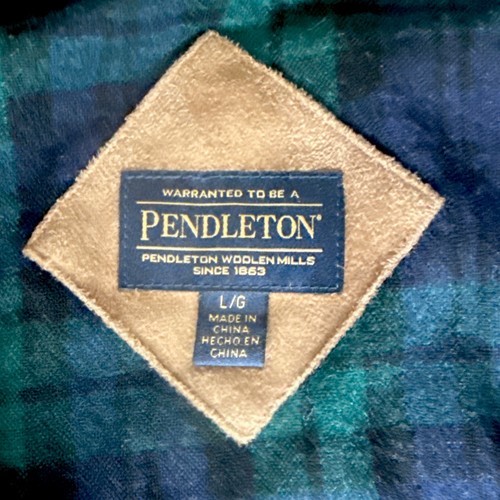 WARRANTED TO BE A
PENDLETON®
PENDLETON WOOLEN MILLS
SINCE 1863
L/G
MADE IN
CHINA
HECHO EN
CHINA